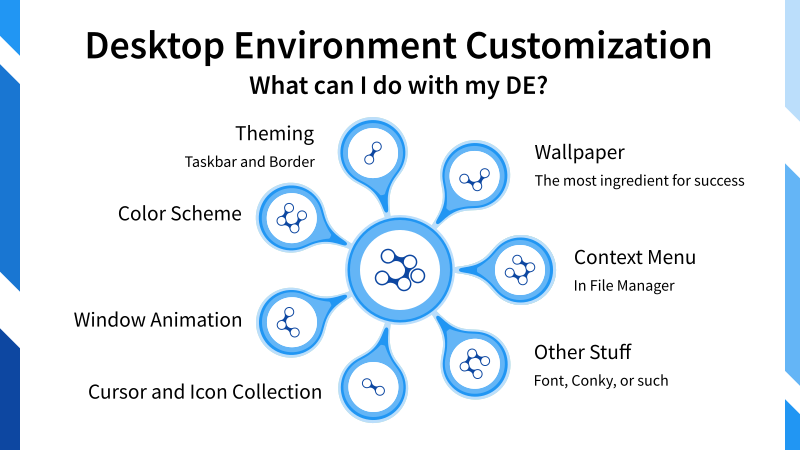 Desktop Environment Customization
What can I do with my DE?
Theming
Taskbar and Border
Wallpaper
The most ingredient for success
Color Scheme
Context Menu
In File Manager
Window Animation
Other Stuff
Font, Conky, or such
Cursor and Icon Collection